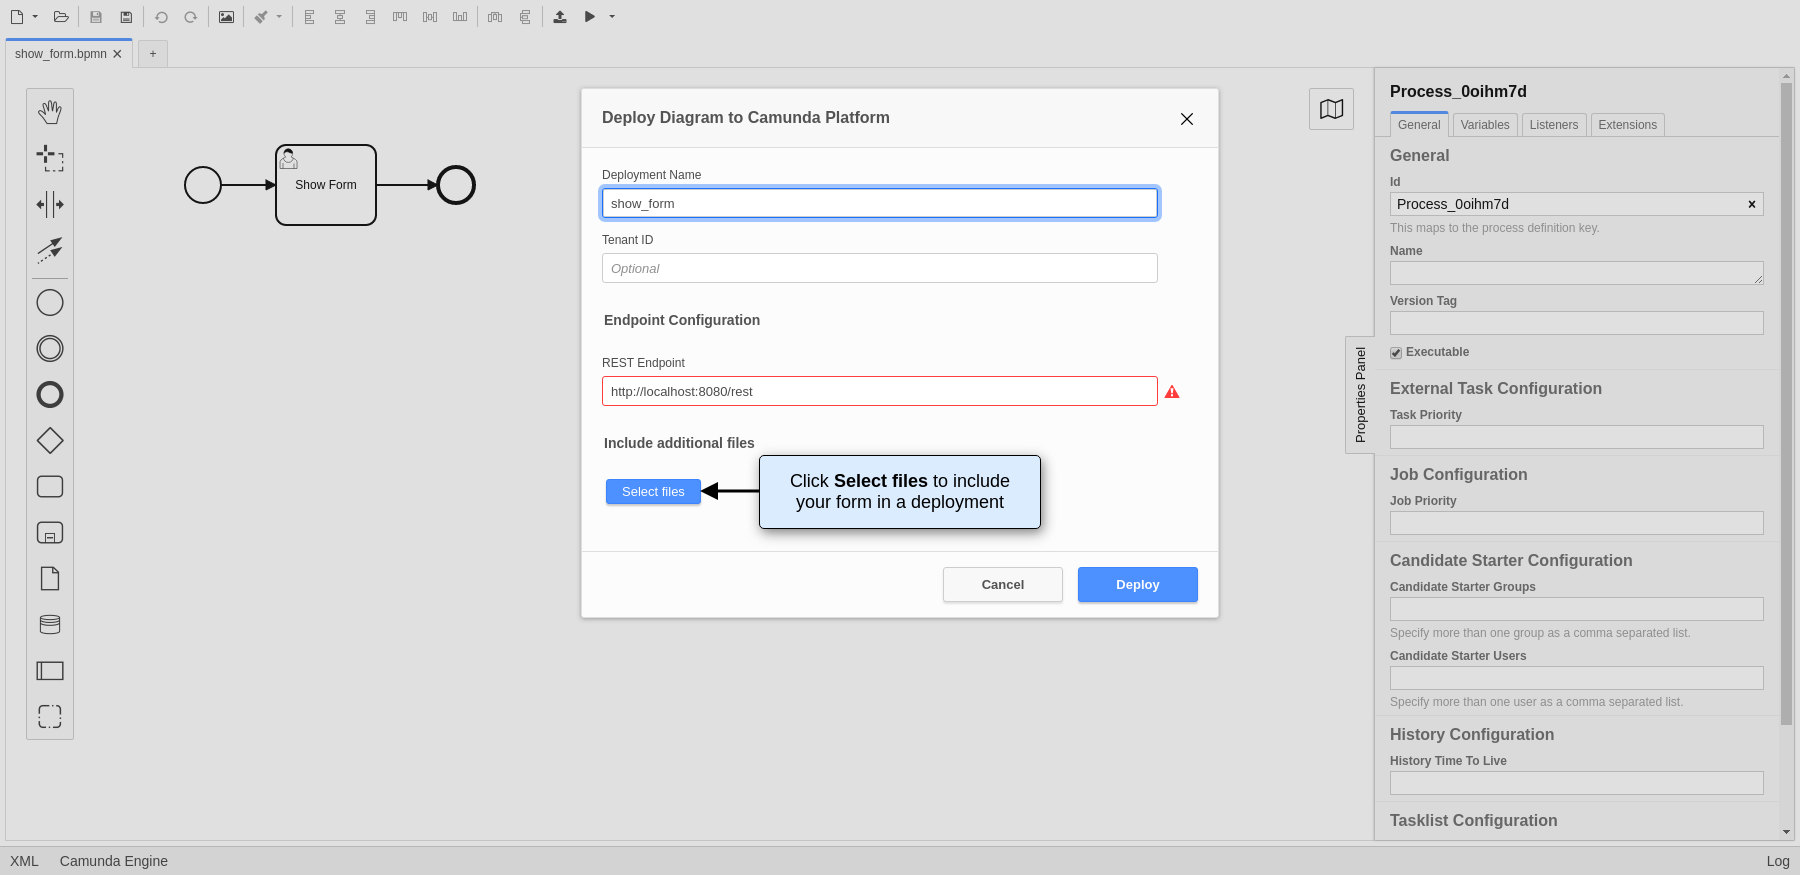 show_form.bpmn
+
Show Form
Deploy Diagram to Camunda Platform
Deployment Name
show_form
Tenant ID
Optional
Endpoint Configuration
REST Endpoint
http://localhost:8080/rest
Include additional files
Select files
Click Select files to include
your form in a deployment
Cancel
Deploy
Properties Panel
Process_0oihm7d
General Variables Listeners Extensions
General
Id
Process_0oihm7d
This maps to the process definition key.
Name
Version Tag
Executable
External Task Configuration
Task Priority
Job Configuration
Job Priority
Candidate Starter Configuration
Candidate Starter Groups
Specify more than one group as a comma separated list.
Candidate Starter Users
Specify more than one user as a comma separated list.
History Configuration
History Time To Live
Tasklist Configuration
XML Camunda Engine Log